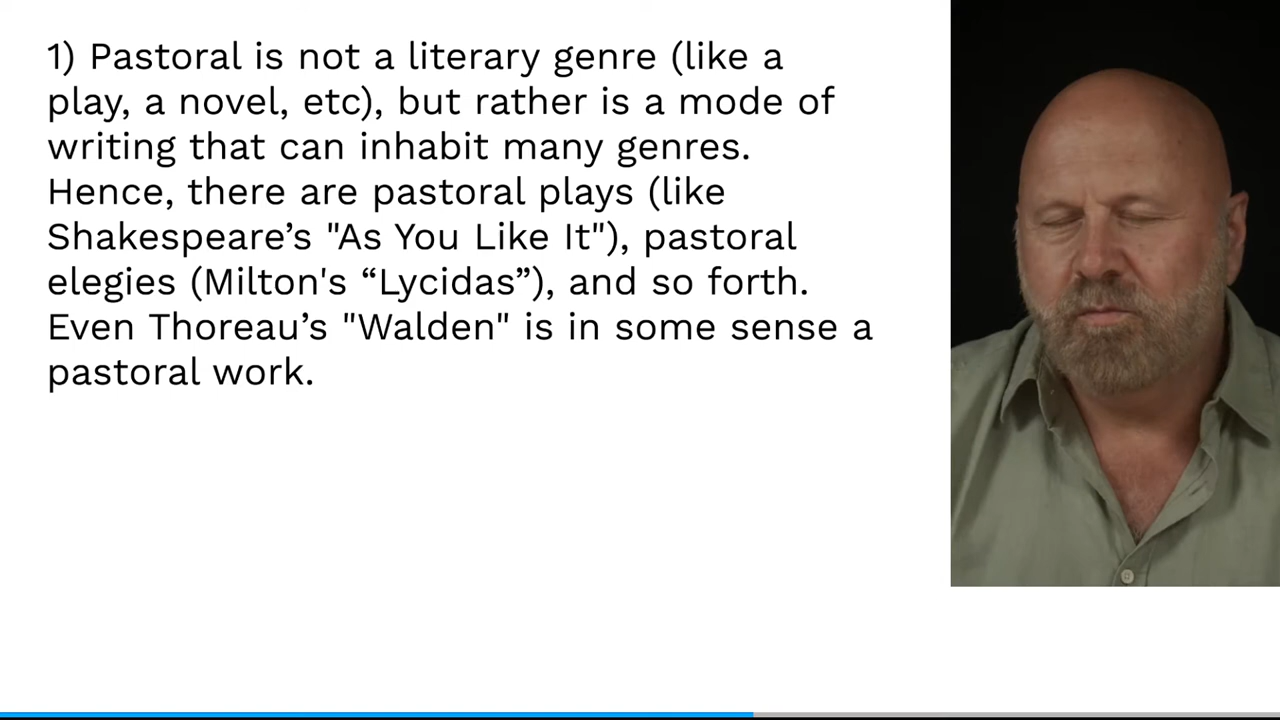 1) Pastoral is not a literary genre (like a
play, a novel, etc), but rather is a mode of
writing that can inhabit many genres.
Hence, there are pastoral plays (like
Shakespeare’s "As You Like It"), pastoral
elegies (Milton's “Lycidas”), and so forth.
Even Thoreau’s "Walden" is in some sense a
pastoral work.